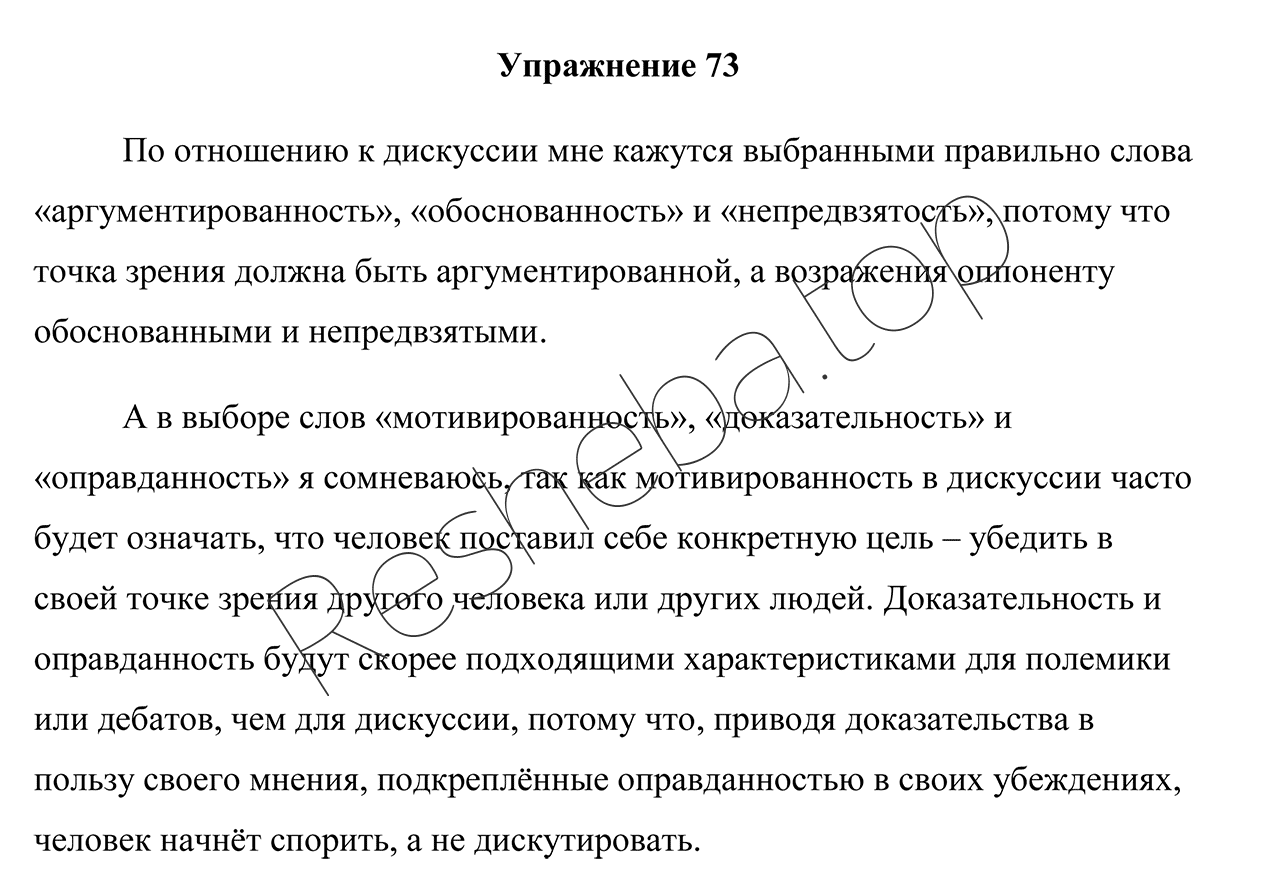 Упражнение 73
По отношению к дискуссии мне кажутся выбранными правильно слова
«аргументированность», «обоснованность» и «непредвзятость», потому что
точка зрения должна быть аргументированной, а возражения оппоненту
обоснованными и непредвзятыми.
А в выборе слов «мотивированность», «доказательность» и
«оправданность» я сомневаюсь, так как мотивированность в дискуссии часто
будет означать, что человек поставил себе конкретную цель – убедить в
своей точке зрения другого человека или других людей. Доказательность и
оправданность будут скорее подходящими характеристиками для полемики
или дебатов, чем для дискуссии, потому что, приводя доказательства в
пользу своего мнения, подкреплённые оправданностью в своих убеждениях,
человек начнёт спорить, а не дискутировать.
Resheba.top